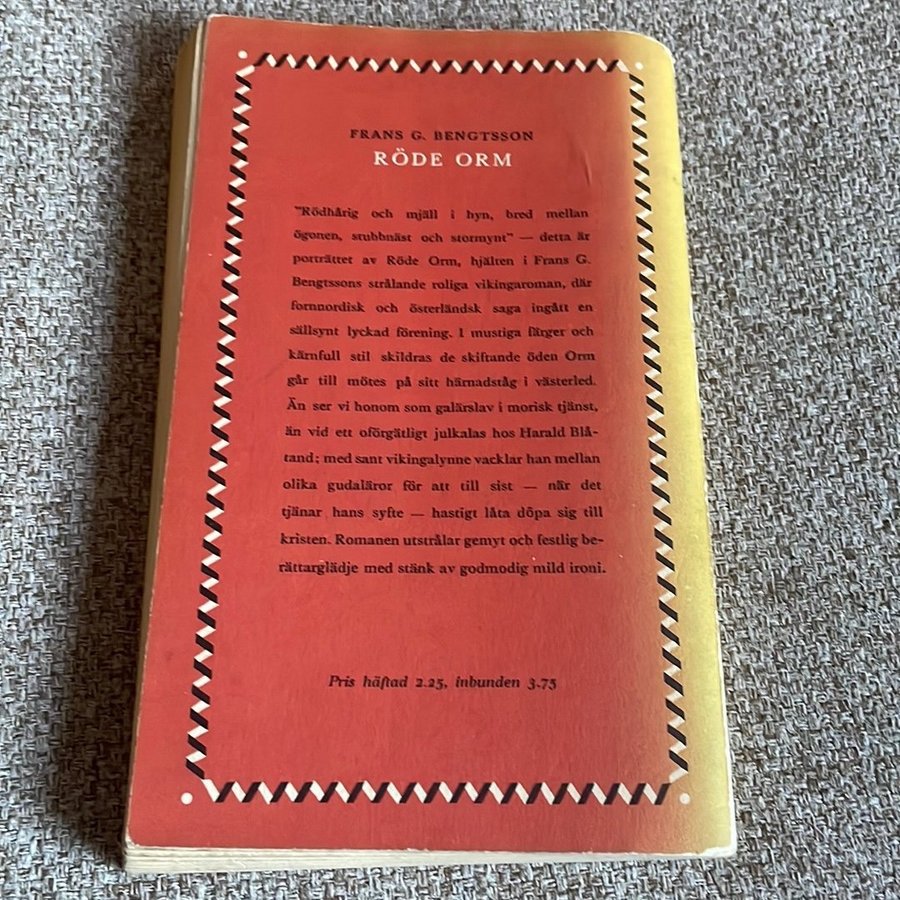 FRANS G. BENGTSSON
RÖDE ORM
"Rödhårig och mjäll i hyn, bred mellan
ögonen, stubbnäst och stormynt" — detta är
porträttet av Röde Orm, hjälten i Frans G.
Bengtssons strålande roliga vikingaroman, där
fornnordisk och österländsk saga ingått en
sällsynt lyckad förening. I mustiga färger och
kärnfull stil skildras de skiftande öden Orm
går till mötes på sitt härnadståg i västerled.
Än ser vi honom som galärslav i morisk tjänst,
än vid ett oförgätligt julkalas hos Harald Blå-
tand; med sant vikingalynne vacklar han mellan
olika gudaläror för att till sist — när det
tjänar hans syfte — hastigt låta döpa sig till
kristen. Romanen utstrålar gemyt och festlig be-
rättarglädje med stänk av godmodig mild ironi.
Pris häftad 2.25, inbunden 3.75